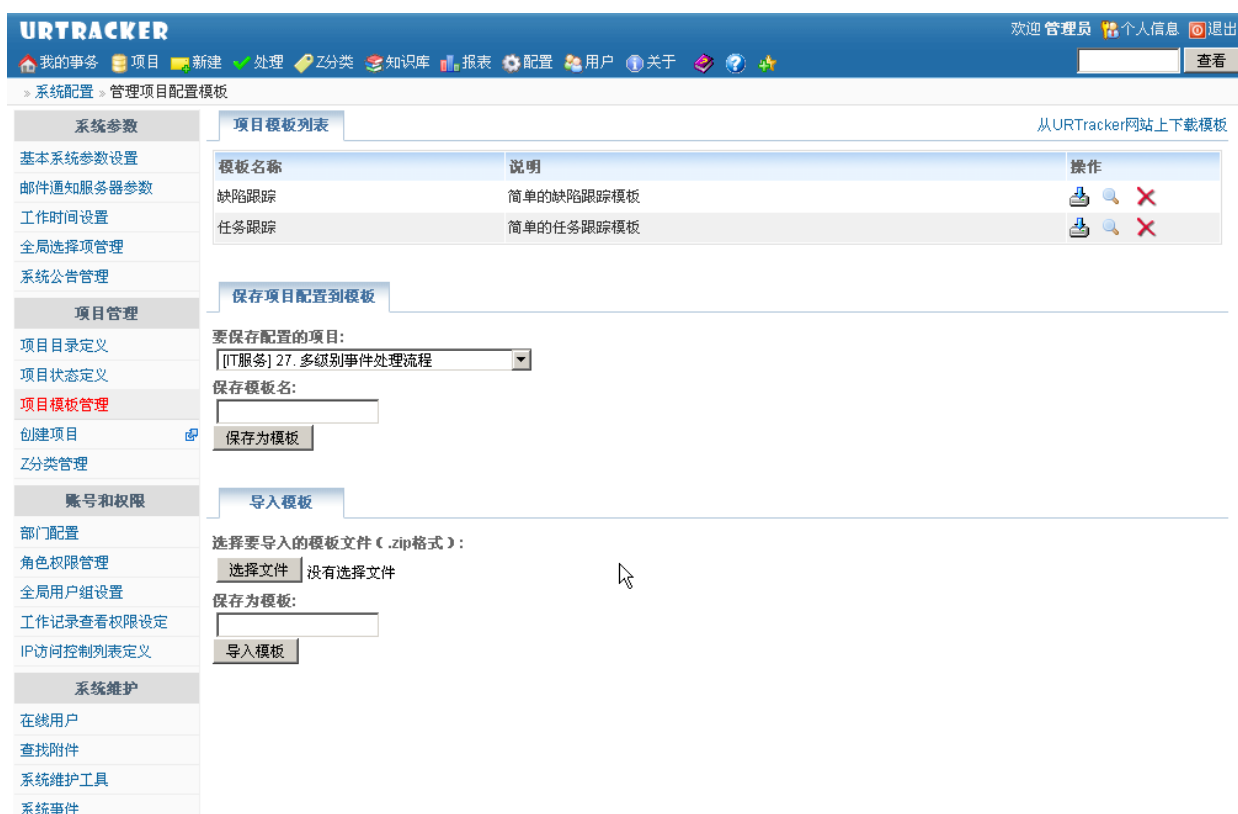 URTRACKER
欢迎 管理员 个人信息 退出
我的事务 项目 新建 处理 Z分类 知识库 报表 配置 用户 关于 查看
» 系统配置 » 管理项目配置模板
系统参数
基本系统参数设置
邮件通知服务器参数
工作时间设置
全局选择项管理
系统公告管理
项目管理
项目目录定义
项目状态定义
项目模板管理
创建项目
Z分类管理
账号和权限
部门配置
角色权限管理
全局用户组设置
工作记录查看权限设定
IP访问控制列表定义
系统维护
在线用户
查找附件
系统维护工具
系统事件
项目模板列表
从URTracker网站上下载模板
模板名称 说明 操作
缺陷跟踪 简单的缺陷跟踪模板
任务跟踪 简单的任务跟踪模板
保存项目配置到模板
要保存配置的项目:
[IT服务] 27. 多级别事件处理流程
保存模板名:
保存为模板
导入模板
选择要导入的模板文件（.zip格式）:
选择文件 没有选择文件
保存为模板:
导入模板